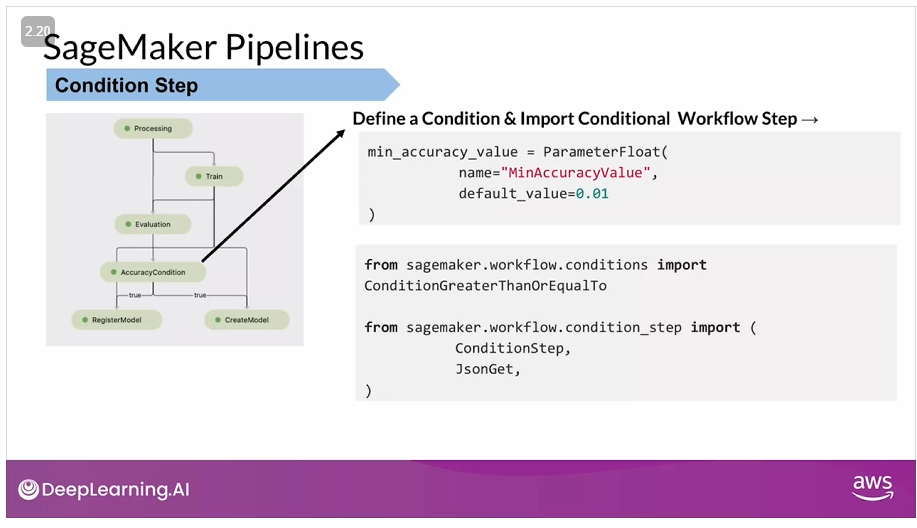 2.20
SageMaker Pipelines
Condition Step
Processing
Train
Evaluation
AccuracyCondition
true
true
RegisterModel
CreateModel
Define a Condition & Import Conditional Workflow Step →
min_accuracy_value = ParameterFloat(
name="MinAccuracyValue",
default_value=0.01
)
from sagemaker.workflow.conditions import
ConditionGreaterThanOrEqualTo
from sagemaker.workflow.condition_step import (
ConditionStep,
JsonGet,
)
DeepLearning.AI
aws